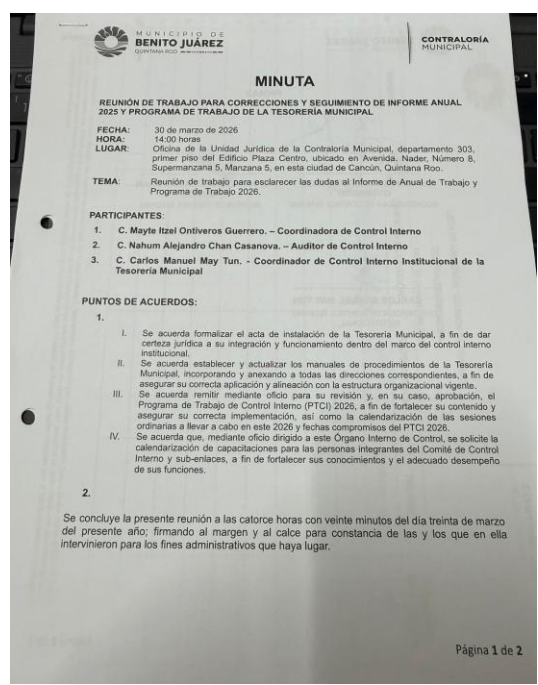 MUNICIPIO DE
BENITO JUÁREZ
QUINTANA ROO
CONTRALORÍA
MUNICIPAL
MINUTA
REUNIÓN DE TRABAJO PARA CORRECCIONES Y SEGUIMIENTO DE INFORME ANUAL
2025 Y PROGRAMA DE TRABAJO DE LA TESORERÍA MUNICIPAL
FECHA: 30 de marzo de 2026
HORA: 14:00 horas
LUGAR: Oficina de la Unidad Jurídica de la Contraloría Municipal, departamento 303,
primer piso del Edificio Plaza Centro, ubicado en Avenida. Nader, Número 8,
Supermanzana 5, Manzana 5, en esta ciudad de Cancún, Quintana Roo.
TEMA: Reunión de trabajo para esclarecer las dudas al Informe de Anual de Trabajo y
Programa de Trabajo 2026.
PARTICIPANTES:
1. C. Mayte Itzel Ontiveros Guerrero. – Coordinadora de Control Interno
2. C. Nahum Alejandro Chan Casanova. – Auditor de Control Interno
3. C. Carlos Manuel May Tun. - Coordinador de Control Interno Institucional de la
Tesorería Municipal
PUNTOS DE ACUERDOS:
1.
I. Se acuerda formalizar el acta de instalación de la Tesorería Municipal, a fin de dar
certeza jurídica a su integración y funcionamiento dentro del marco del control interno
institucional.
II. Se acuerda establecer y actualizar los manuales de procedimientos de la Tesorería
Municipal, incorporando y anexando a todas las direcciones correspondientes, a fin de
asegurar su correcta aplicación y alineación con la estructura organizacional vigente.
III. Se acuerda remitir mediante oficio para su revisión y, en su caso, aprobación, el
Programa de Trabajo de Control Interno (PTCI) 2026, a fin de fortalecer su contenido y
asegurar su correcta implementación, así como la calendarización de las sesiones
ordinarias a llevar a cabo en este 2026 y fechas compromisos del PTCI 2026.
IV. Se acuerda que, mediante oficio dirigido a este Órgano Interno de Control, se solicite la
calendarización de capacitaciones para las personas integrantes del Comité de Control
Interno y sub-enlaces, a fin de fortalecer sus conocimientos y el adecuado desempeño
de sus funciones.
2.
Se concluye la presente reunión a las catorce horas con veinte minutos del día treinta de marzo
del presente año; firmando al margen y al calce para constancia de las y los que en ella
intervinieron para los fines administrativos que haya lugar.
Página 1 de 2